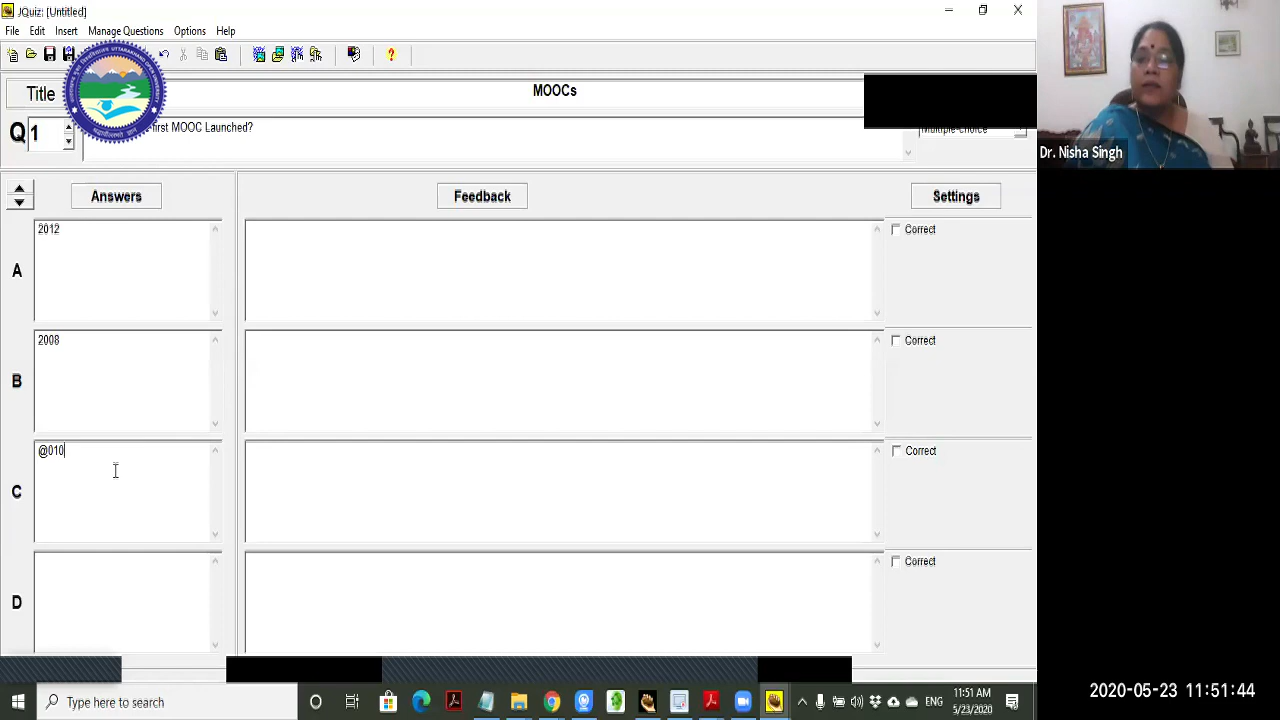 JQuiz: [Untitled]
File Edit Insert Manage Questions Options Help
Title
MOOCs
Q 1
first MOOC Launched?
Multiple-choice
Dr. Nisha Singh
Answers
Feedback
Settings
A
2012
Correct
B
2008
Correct
C
@010
Correct
D
Correct
Type here to search
ENG
11:51 AM
5/23/2020
2020-05-23 11:51:44